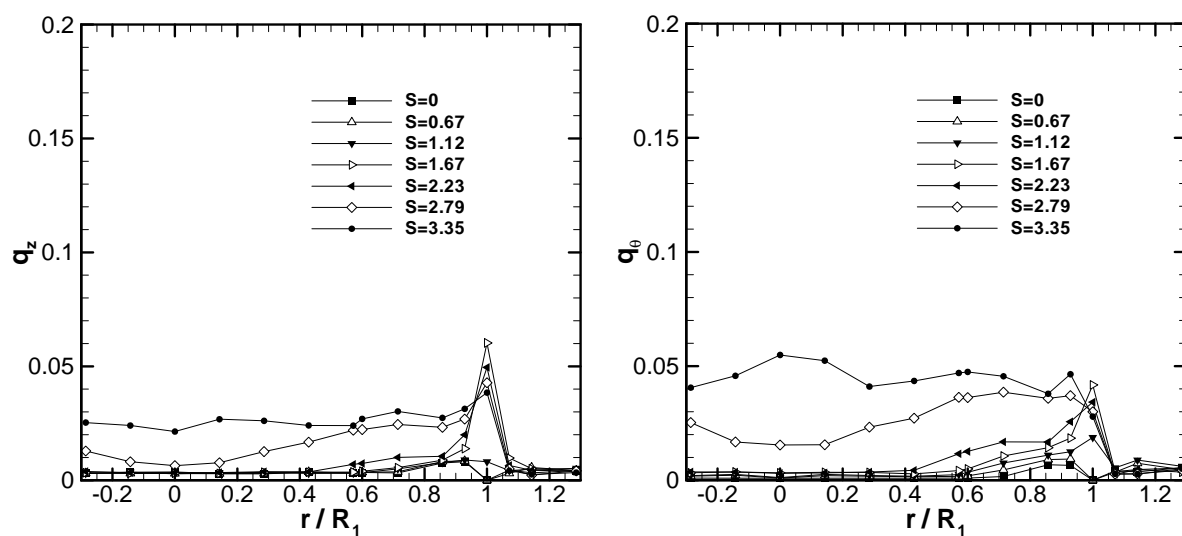 0.2
0.15
0.1
0.05
0
q_z
-0.2 0 0.2 0.4 0.6 0.8 1 1.2
r / R_1
S=0
S=0.67
S=1.12
S=1.67
S=2.23
S=2.79
S=3.35
0.2
0.15
0.1
0.05
0
q_θ
-0.2 0 0.2 0.4 0.6 0.8 1 1.2
r / R_1
S=0
S=0.67
S=1.12
S=1.67
S=2.23
S=2.79
S=3.35